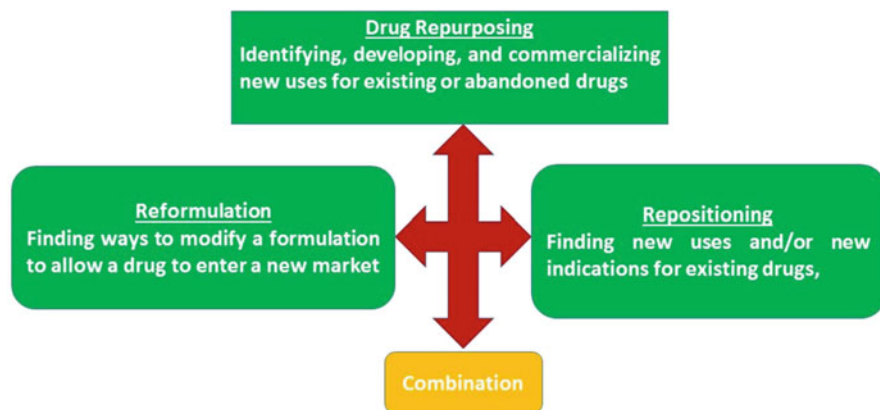 Drug Repurposing
Identifying, developing, and commercializing
new uses for existing or abandoned drugs
Reformulation
Finding ways to modify a formulation
to allow a drug to enter a new market
Repositioning
Finding new uses and/or new
indications for existing drugs,
Combination